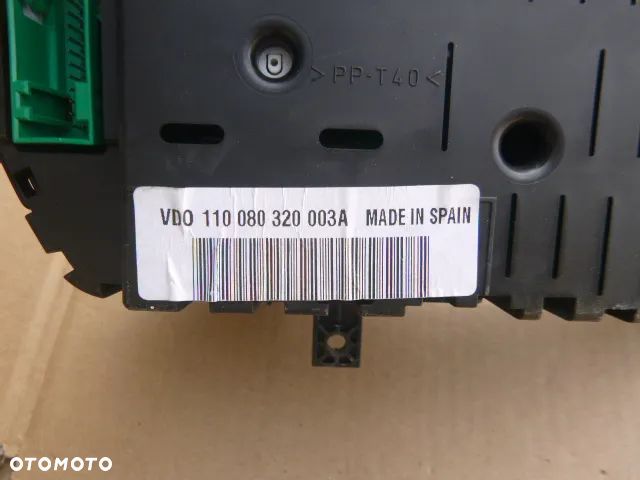 >PP-T40<
VDO 110 080 320 003A MADE IN SPAIN
OTOMOTO